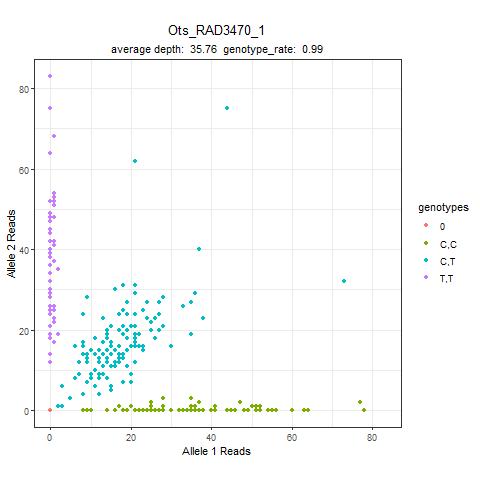 Ots_RAD3470_1
average depth: 35.76 genotype_rate: 0.99
Allele 2 Reads
80
60
40
20
0
0 20 40 60 80
Allele 1 Reads
genotypes
0
C,C
C,T
T,T